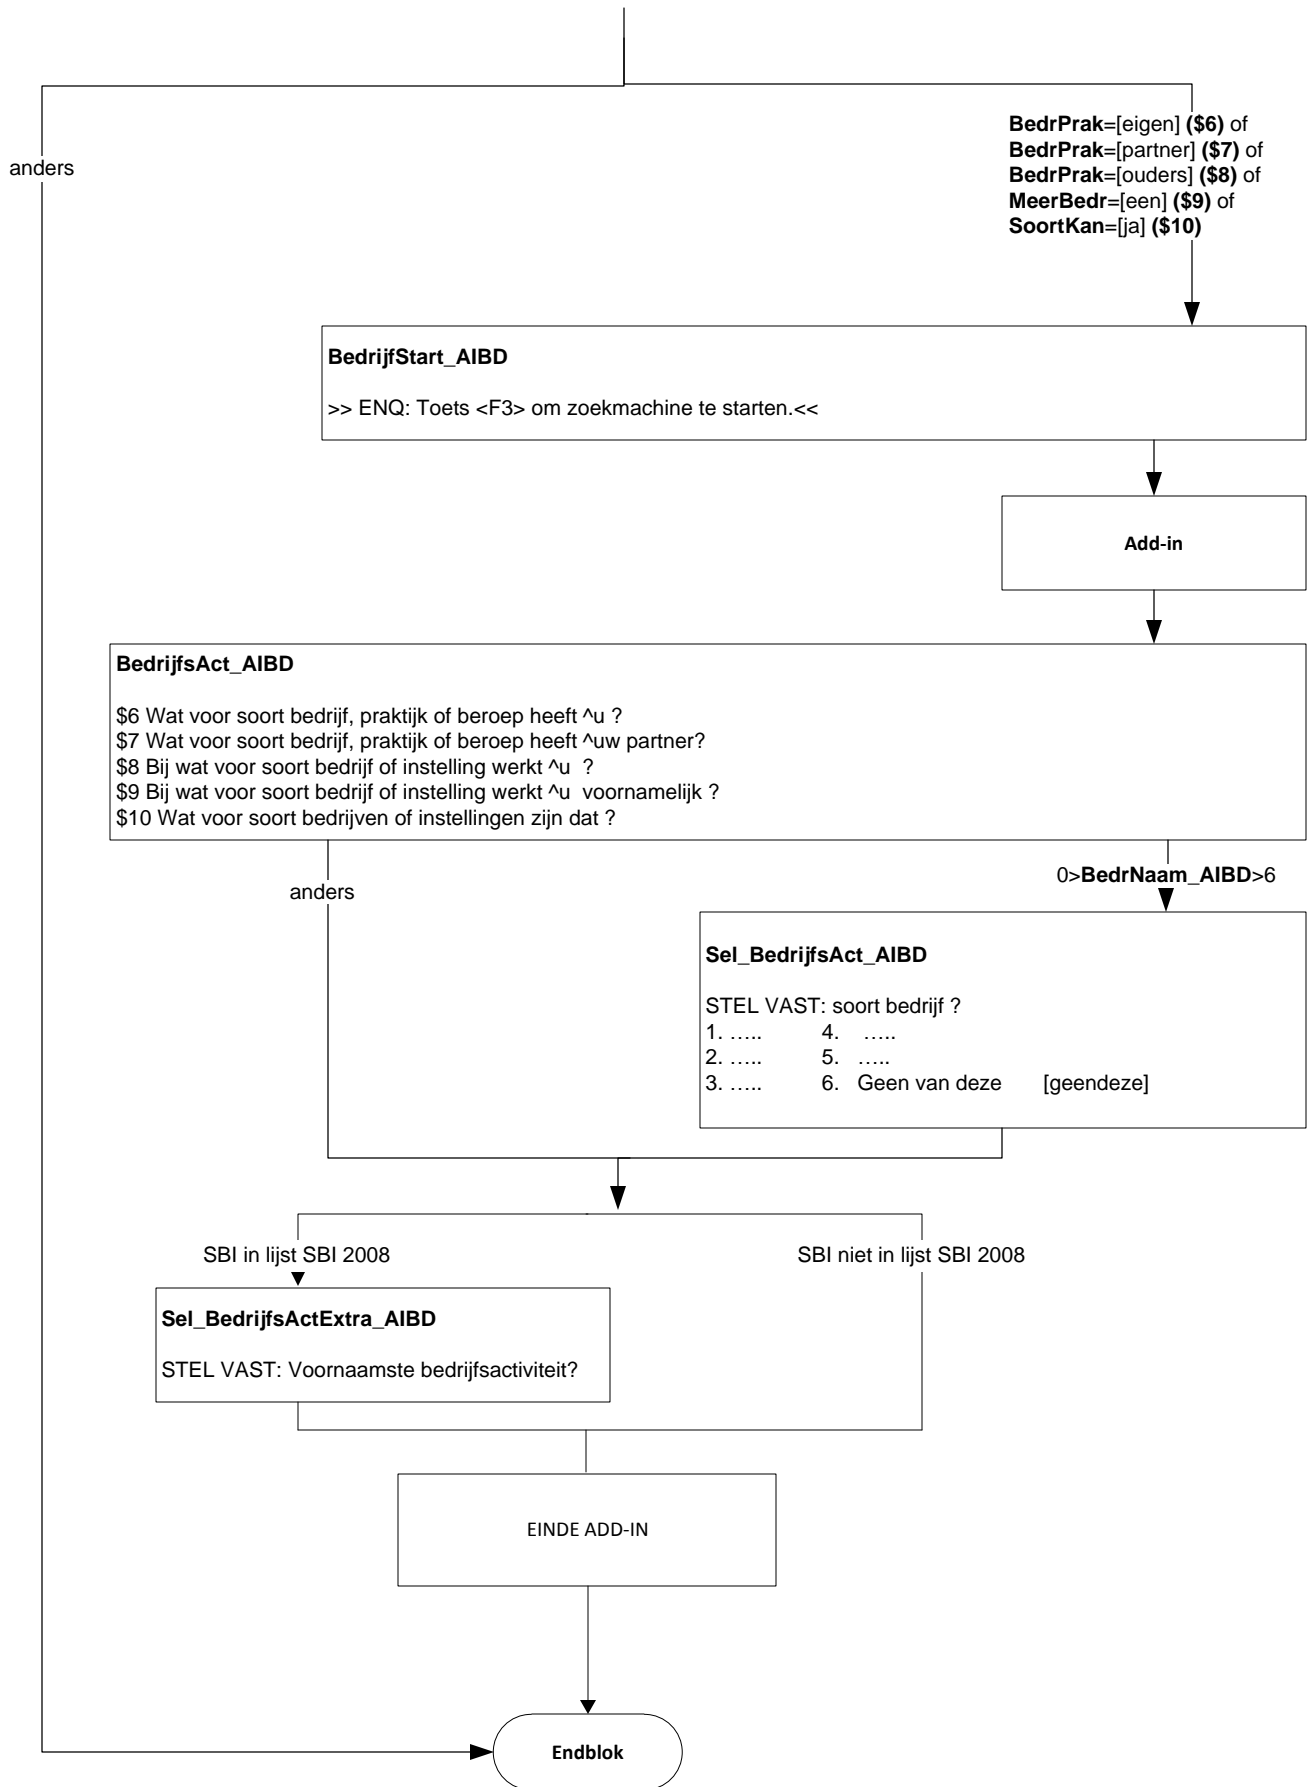 BedrPrak=[eigen] ($6) of
BedrPrak=[partner] ($7) of
BedrPrak=[ouders] ($8) of
MeerBedr=[een] ($9) of
SoortKan=[ja] ($10)
anders
BedrijfStart_AIBD
>> ENQ: Toets <F3> om zoekmachine te starten.<<
Add-in
BedrijfsAct_AIBD
$6 Wat voor soort bedrijf, praktijk of beroep heeft ^u ?
$7 Wat voor soort bedrijf, praktijk of beroep heeft ^uw partner?
$8 Bij wat voor soort bedrijf of instelling werkt ^u  ?
$9 Bij wat voor soort bedrijf of instelling werkt ^u  voornamelijk ?
$10 Wat voor soort bedrijven of instellingen zijn dat ?
anders
0>BedrNaam_AIBD>6
Sel_BedrijfsAct_AIBD
STEL VAST: soort bedrijf ?
1. ….. 4. …..
2. ….. 5. …..
3. ….. 6. Geen van deze [geendeze]
SBI in lijst SBI 2008
SBI niet in lijst SBI 2008
Sel_BedrijfsActExtra_AIBD
STEL VAST: Voornaamste bedrijfsactiviteit?
EINDE ADD-IN
Endblok